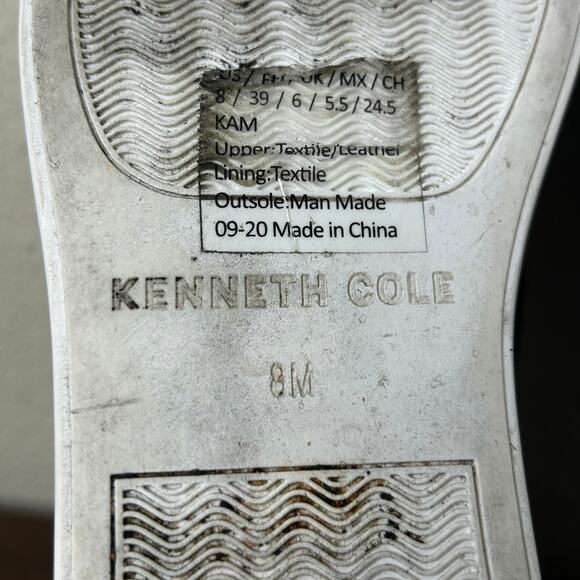 US / FR / UK / MX / CH
8 / 39 / 6 / 5.5 / 24.5
KAM
Upper:Textile/Leather
Lining:Textile
Outsole:Man Made
09-20 Made in China
KENNETH COLE
8M